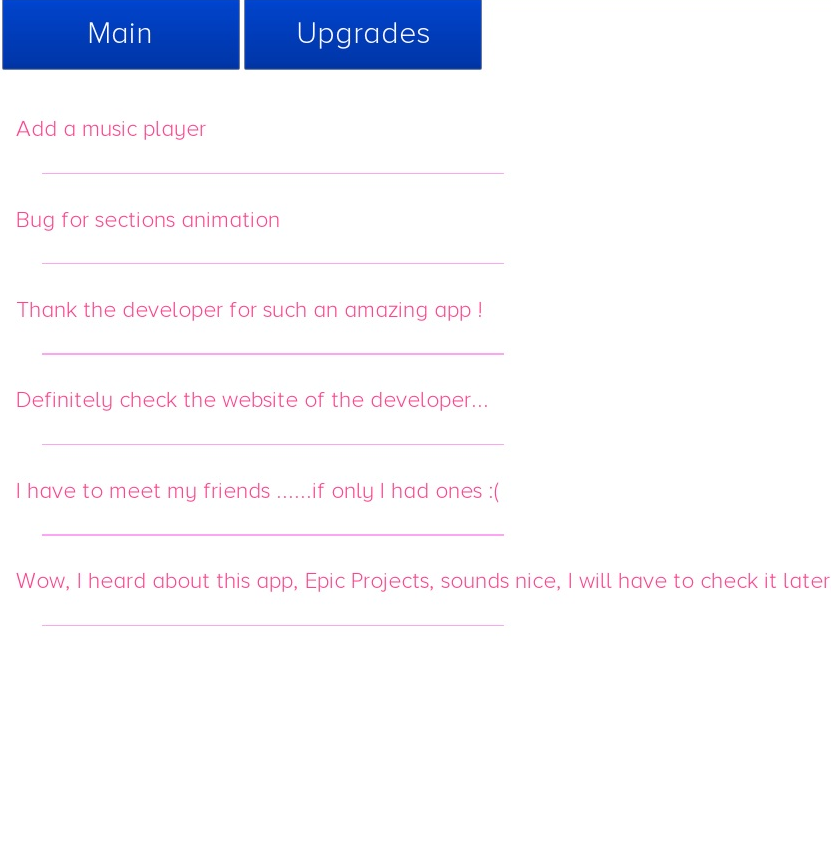 Main
Upgrades
Add a music player
Bug for sections animation
Thank the developer for such an amazing app !
Definitely check the website of the developer...
I have to meet my friends ......if only I had ones :(
Wow, I heard about this app, Epic Projects, sounds nice, I will have to check it later